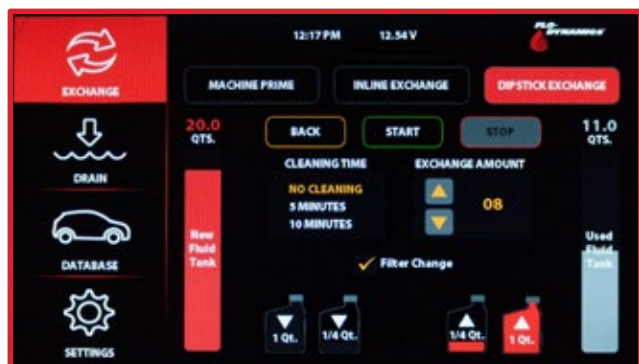 12:17 PM 12.54 V FLO-DYNAMICS
EXCHANGE
MACHINE PRIME INLINE EXCHANGE DIPSTICK EXCHANGE
20.0 QTS.
BACK START STOP
11.0 QTS.
CLEANING TIME EXCHANGE AMOUNT
NO CLEANING
5 MINUTES
10 MINUTES
08
DRAIN
New Fluid Tank
Used Fluid Tank
DATABASE
Filter Change
1 Qt. 1/4 Qt. 1/4 Qt. 1 Qt.
SETTINGS